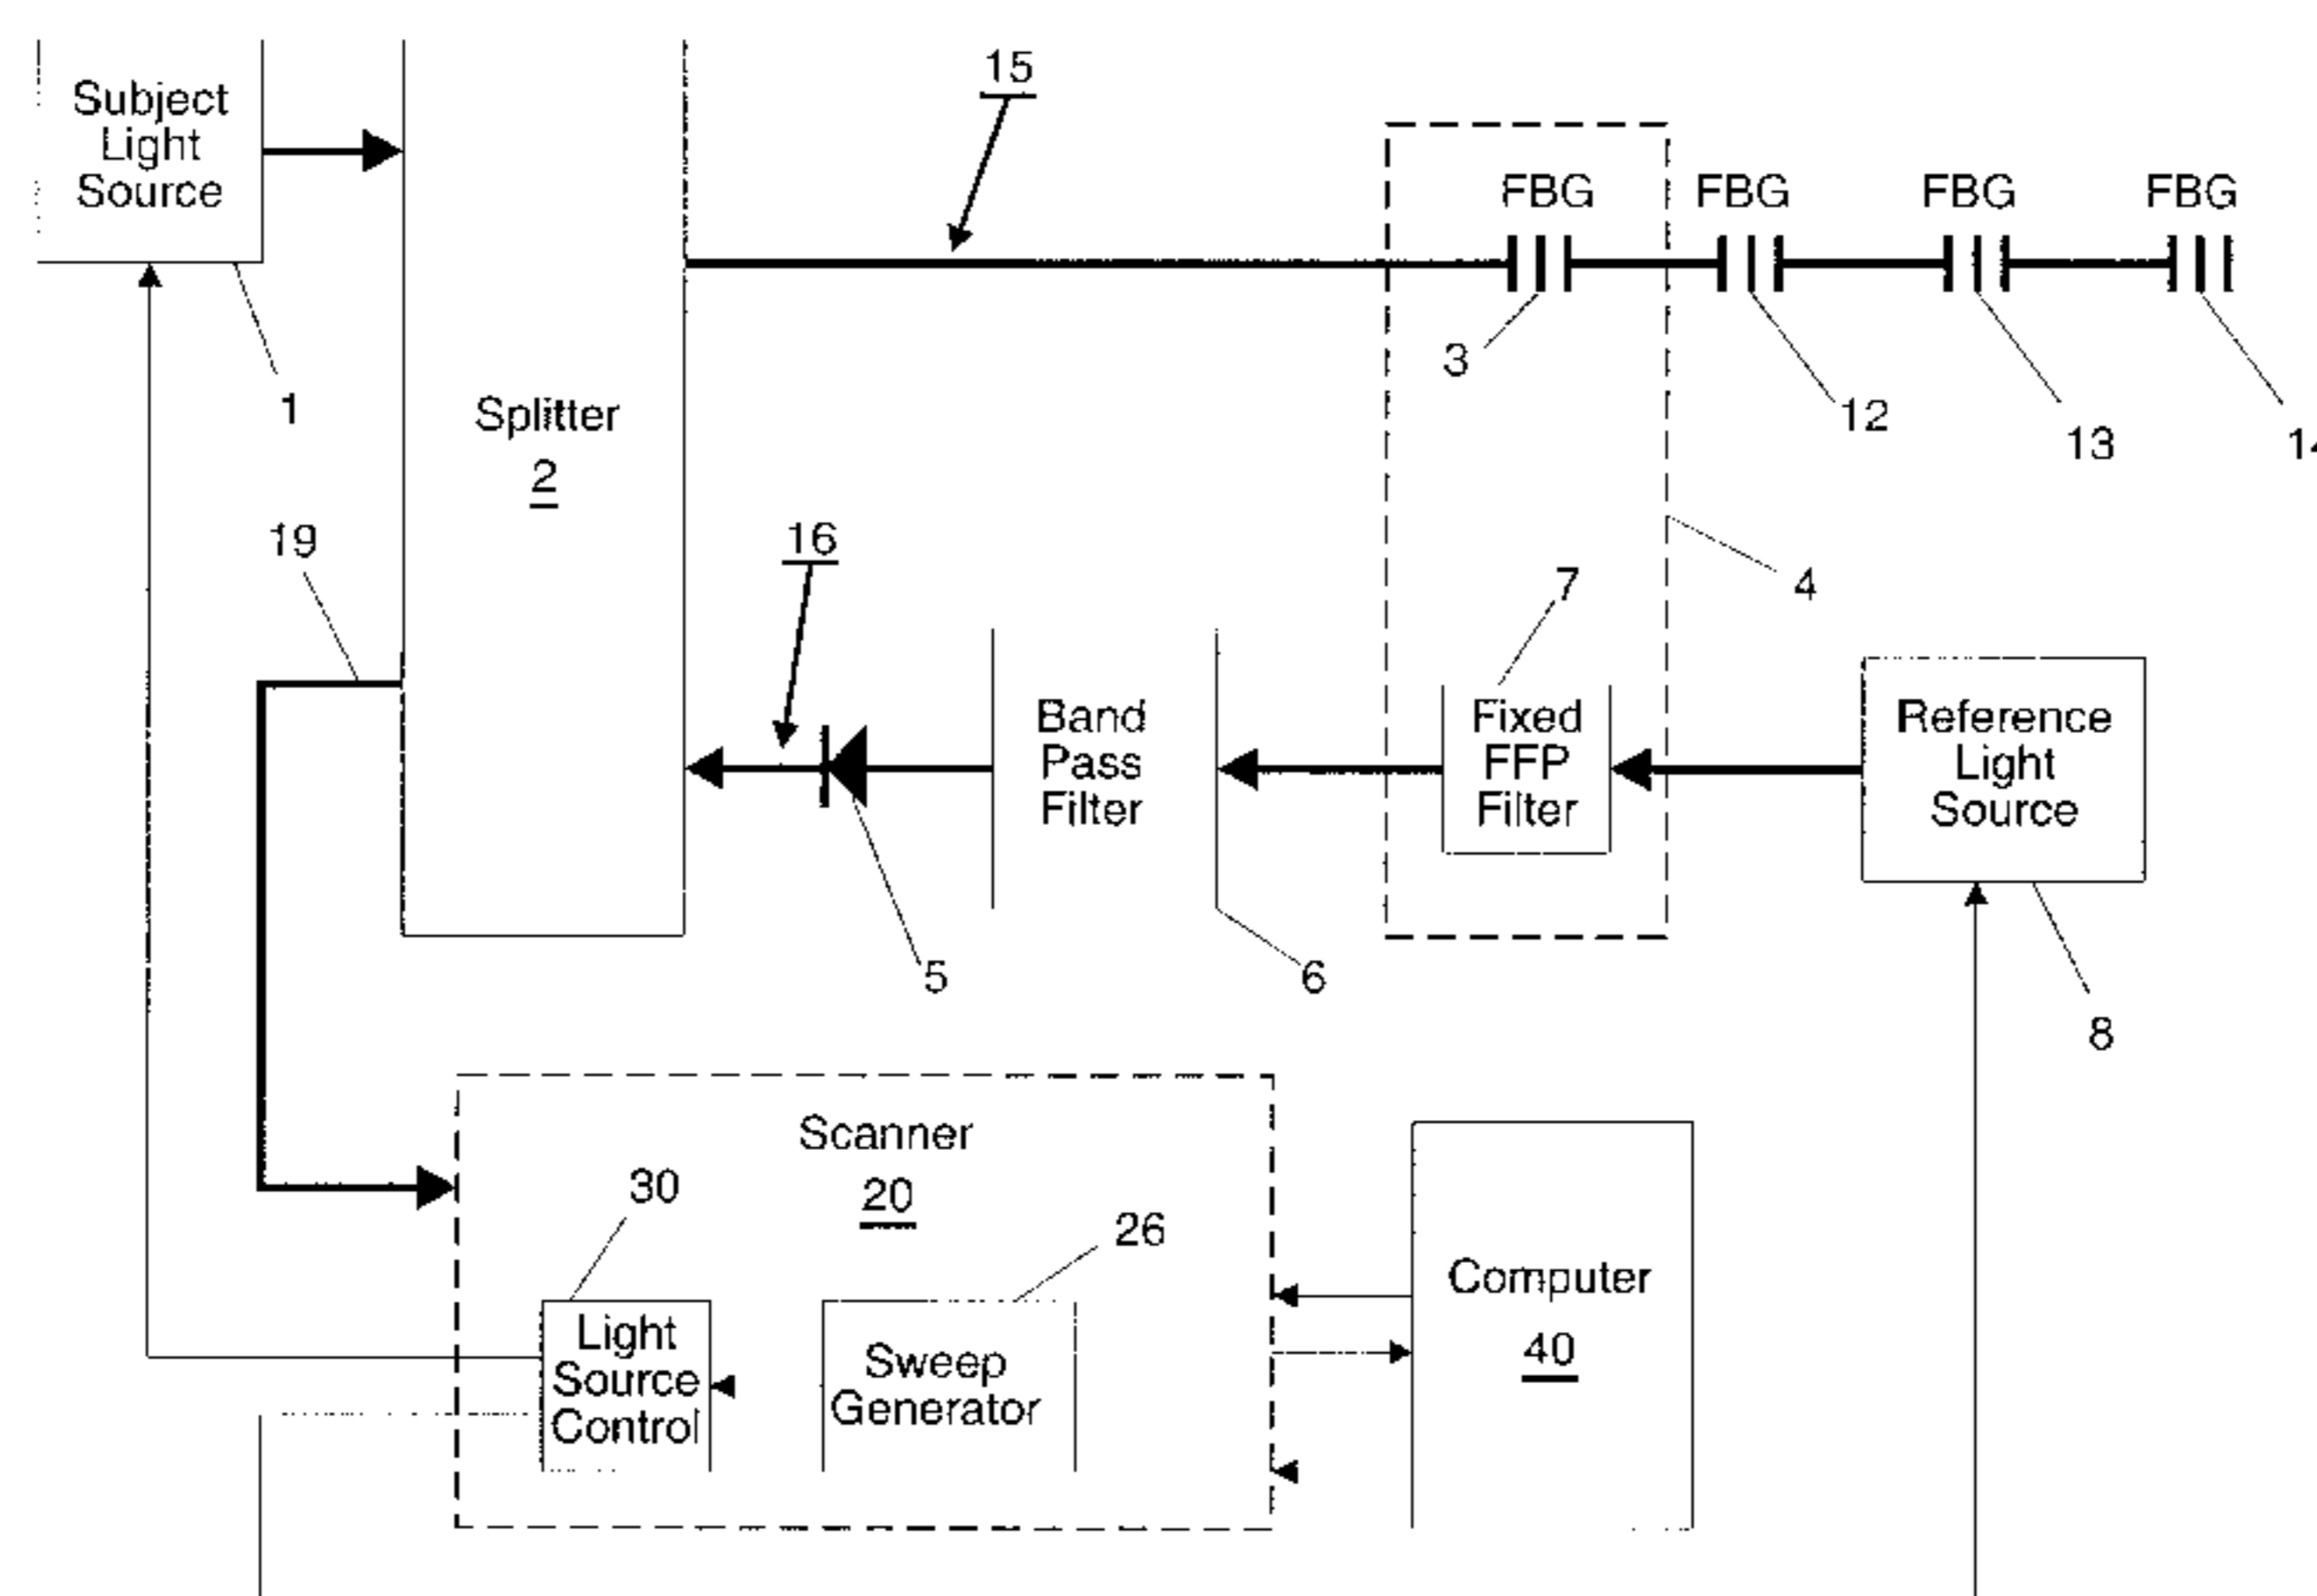 Subject
Light
Source
15
FBG
FBG
FBG
FBG
3
12
13
1
Splitter
2
19
16
7
4
Band
Pass
Filter
Fixed
FFP
Filter
Reference
Light
Source
5
6
8
Scanner
20
30
26
Computer
40
Light
Source
Control
Sweep
Generator